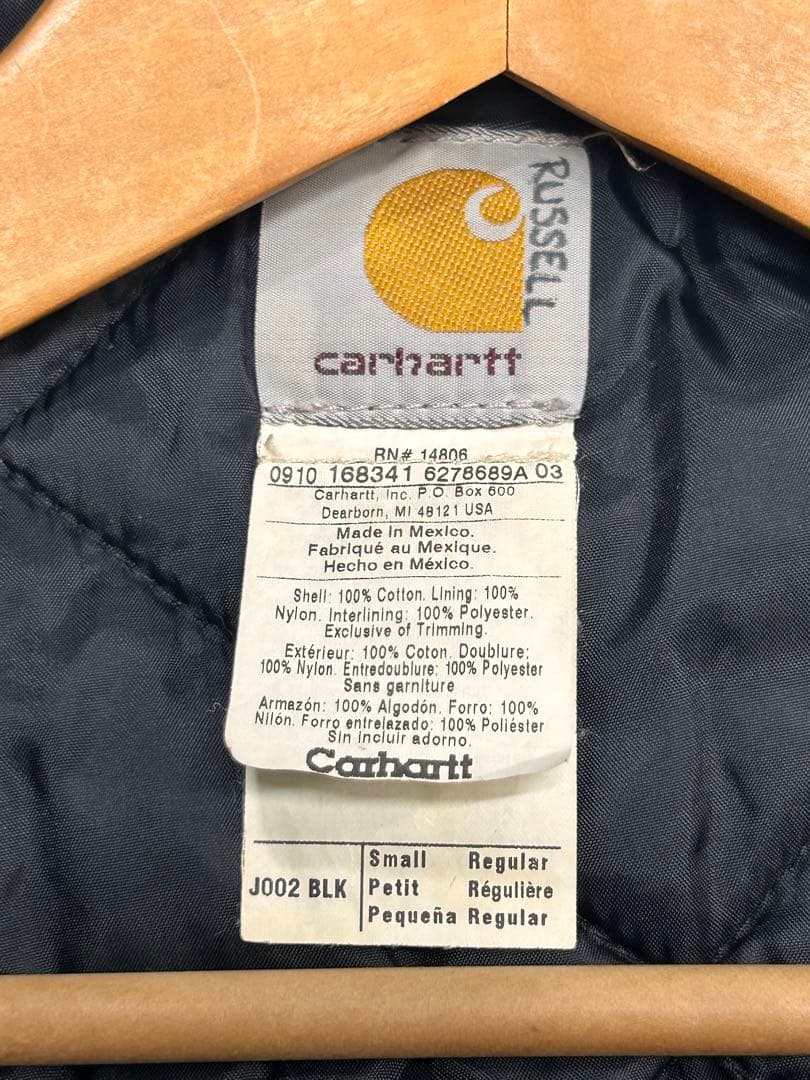 RUSSELL
carhartt
RN# 14806
0910 168341 6278689A 03
Carhartt, Inc. P.O. Box 600
Dearborn, MI 48121 USA
Made in Mexico.
Fabriqué au Mexique.
Hecho en México.
Shell: 100% Cotton. Lining: 100%
Nylon. Interlining: 100% Polyester.
Exclusive of Trimming.
Extérieur: 100% Coton. Doublure:
100% Nylon. Entredoublure: 100% Polyester
Sans garniture
Armazón: 100% Algodón. Forro: 100%
Nilón. Forro entrelazado: 100% Poliéster
Sin incluir adorno.
Carhartt
J002 BLK
Small Regular
Petit Régulière
Pequeña Regular